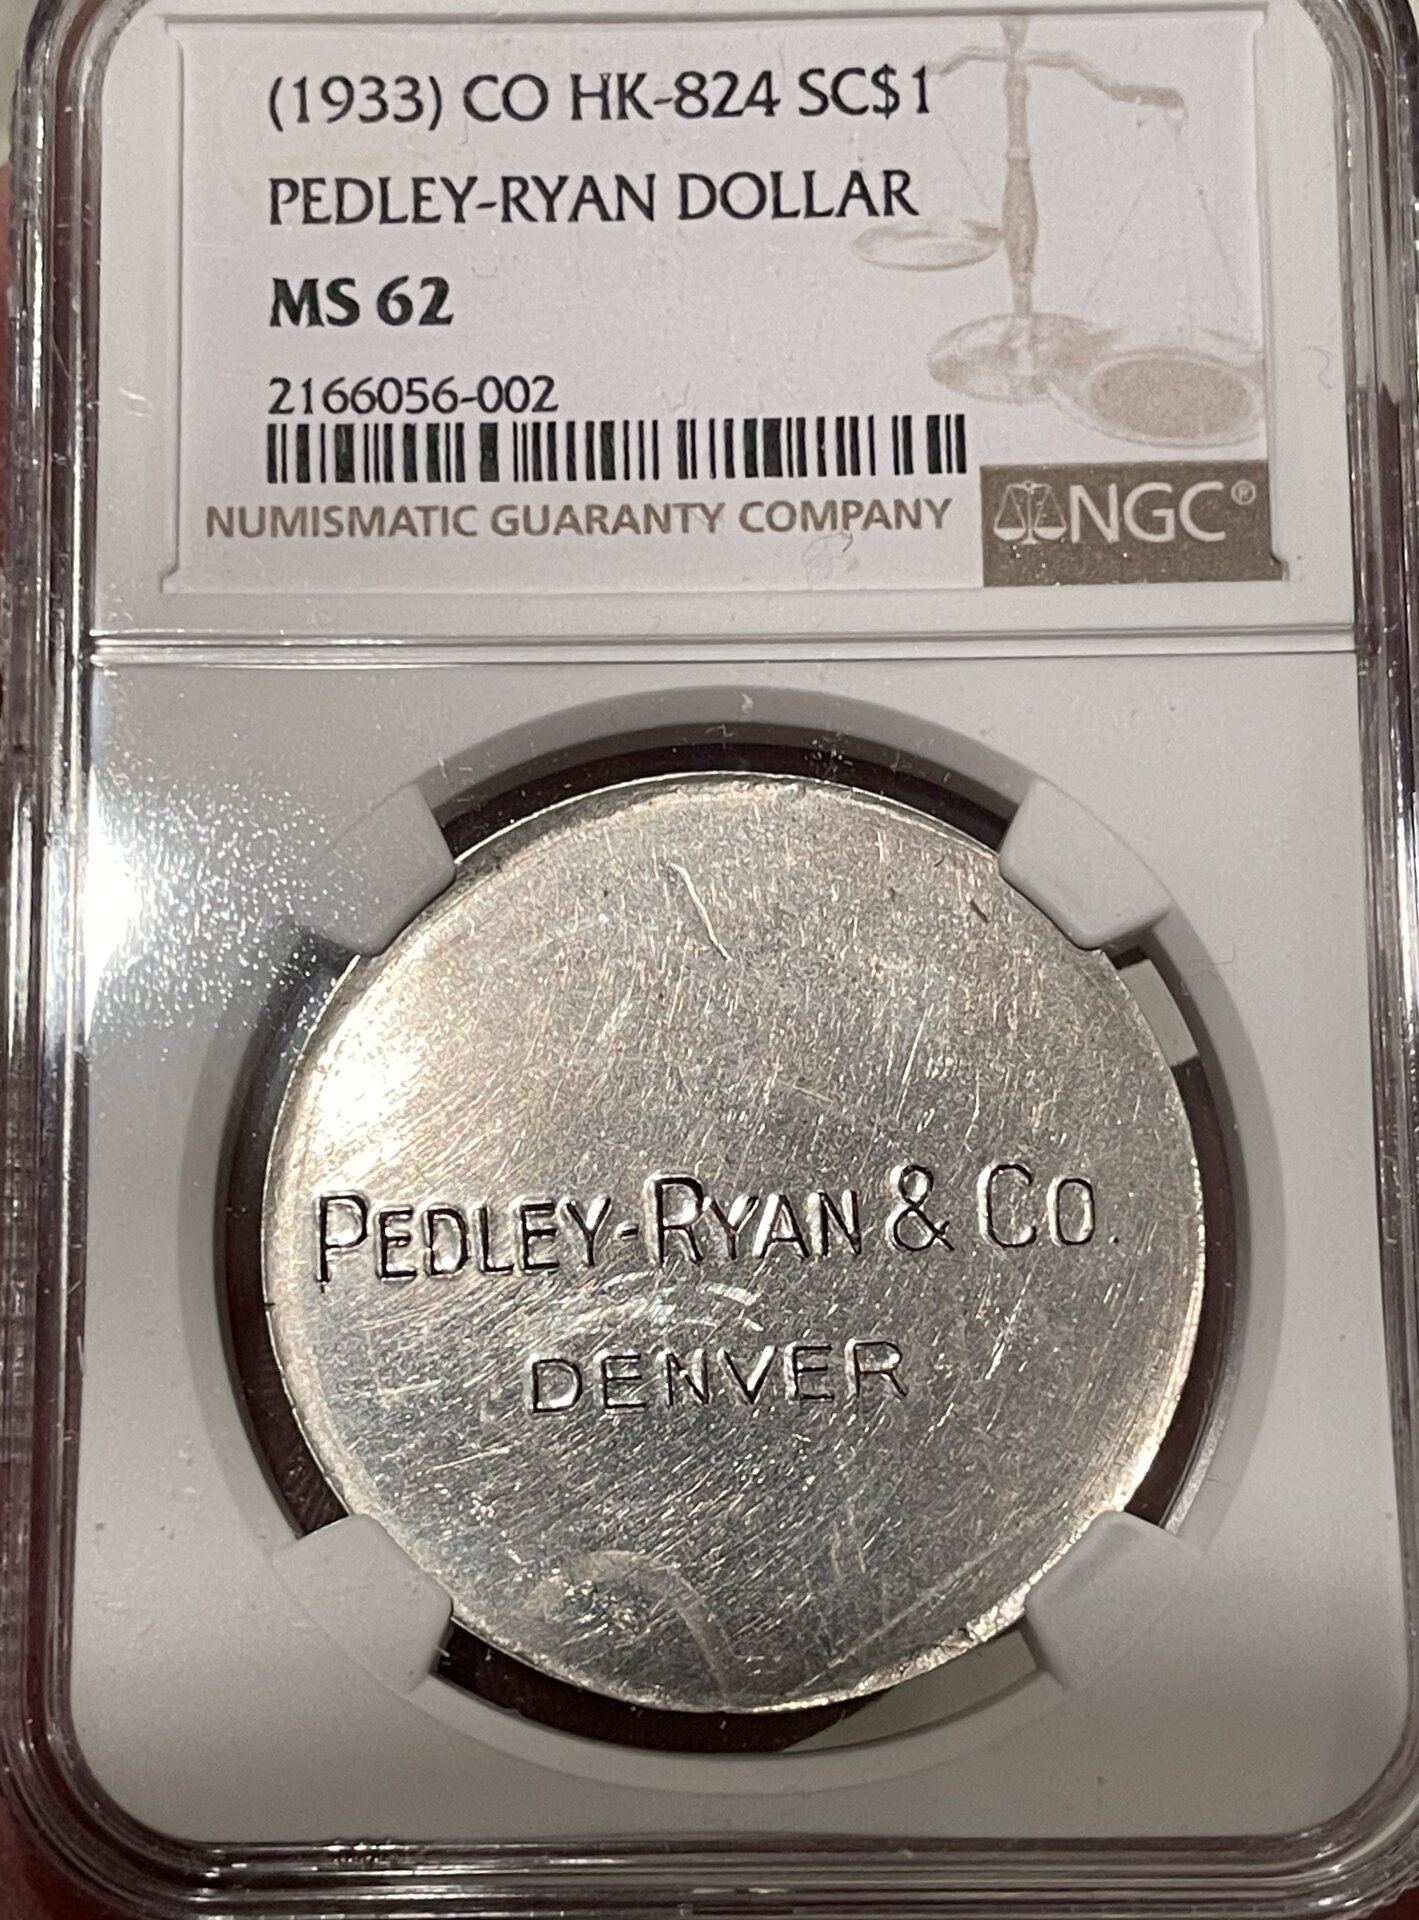 (1933) CO HK-824 SC$1
PEDLEY-RYAN DOLLAR
MS 62
2166056-002
NUMISMATIC GUARANTY COMPANY
NGC®
PEDLEY-RYAN & CO.
DENVER